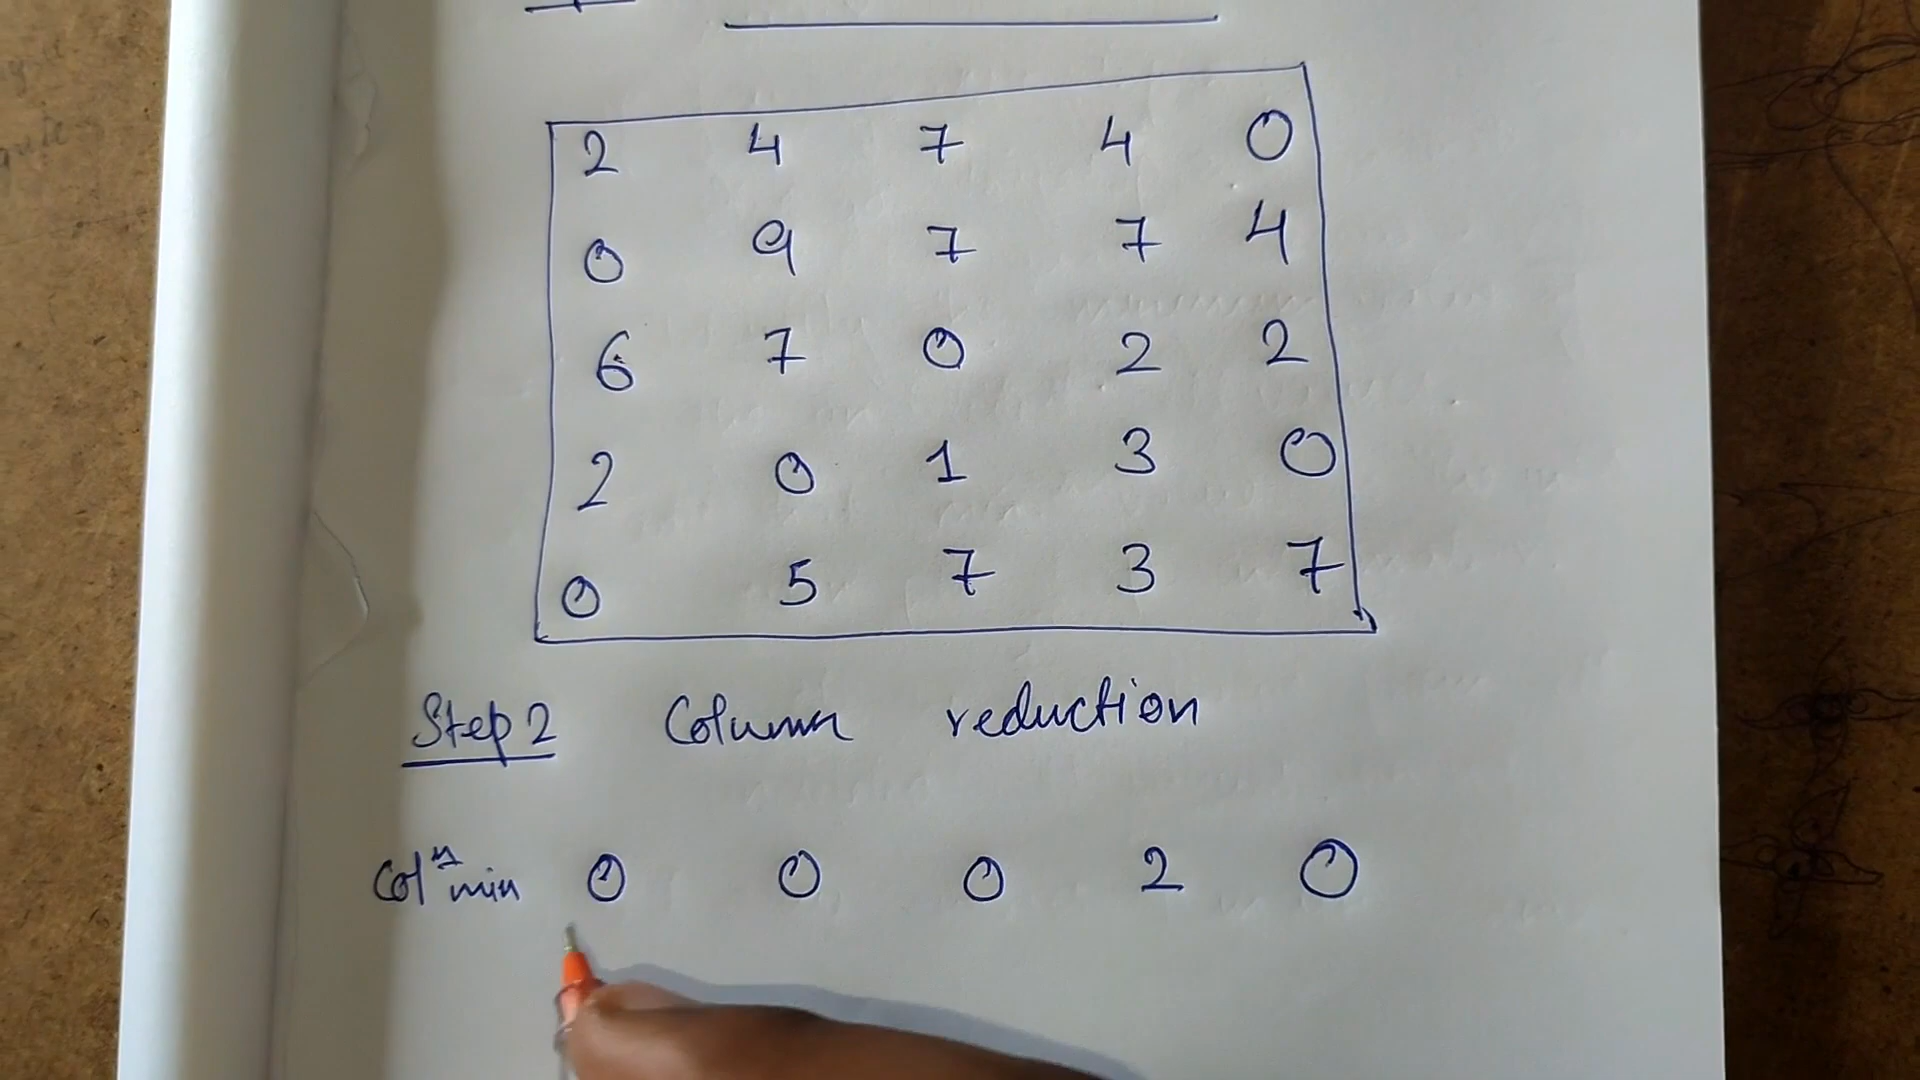 2 4 7 4 0
0 9 7 7 4
6 7 0 2 2
2 0 1 3 0
0 5 7 3 7
Step 2 Column reduction
Colⁿ min 0 0 0 2 0